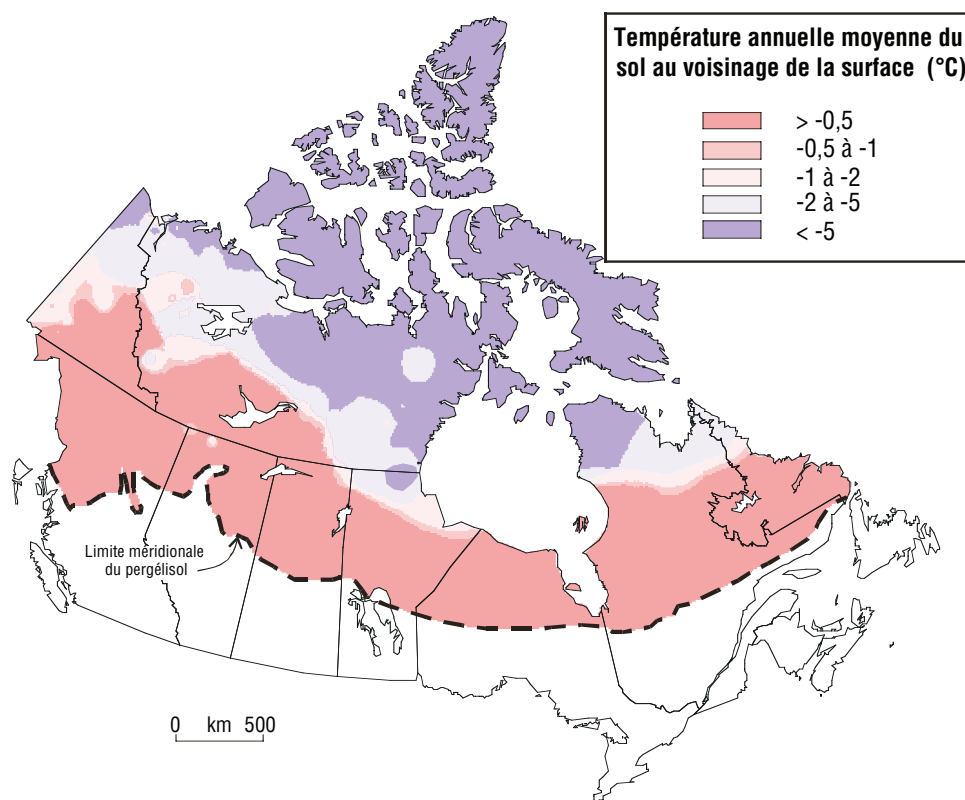 Température annuelle moyenne du
sol au voisinage de la surface (°C)
> -0,5
-0,5 à -1
-1 à -2
-2 à -5
< -5
Limite méridionale
du pergélisol
0 km 500